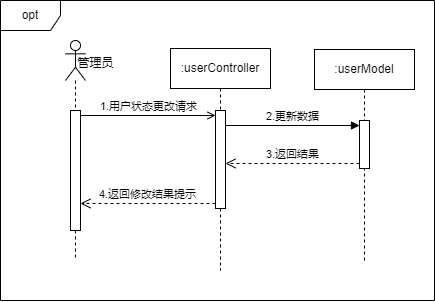 opt
管理员
:userController
:userModel
1.用户状态更改请求
2.更新数据
3.返回结果
4.返回修改结果提示